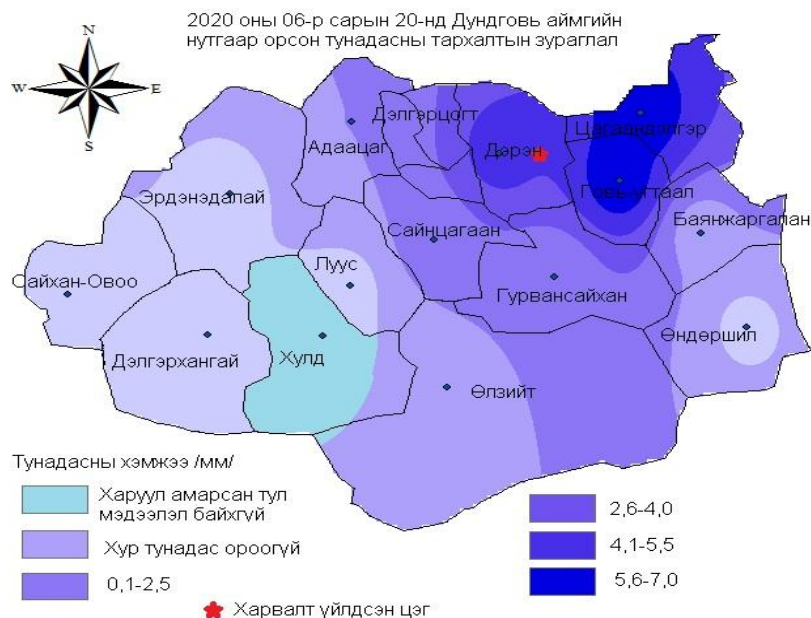 2020 оны 06-р сарын 20-нд Дундговь аймгийн
нутгаар орсон тунадасны тархалтын зураглал
N
W E
S
Дэлгэрцогт
Цагаандэлгэр
Адаацаг
Дэрэн
Говь-угтаал
Эрдэнэдалай
Баянжаргалан
Сайнцагаан
Луус
Сайхан-Овоо
Гурвансайхан
Өндөршил
Дэлгэрхангай
Хулд
Өлзийт
Тунадасны хэмжээ /мм/
Харуул амарсан тул
мэдээлэл байхгүй
Хур тунадас ороогүй
0,1-2,5
2,6-4,0
4,1-5,5
5,6-7,0
Харвалт үйлдсэн цэг